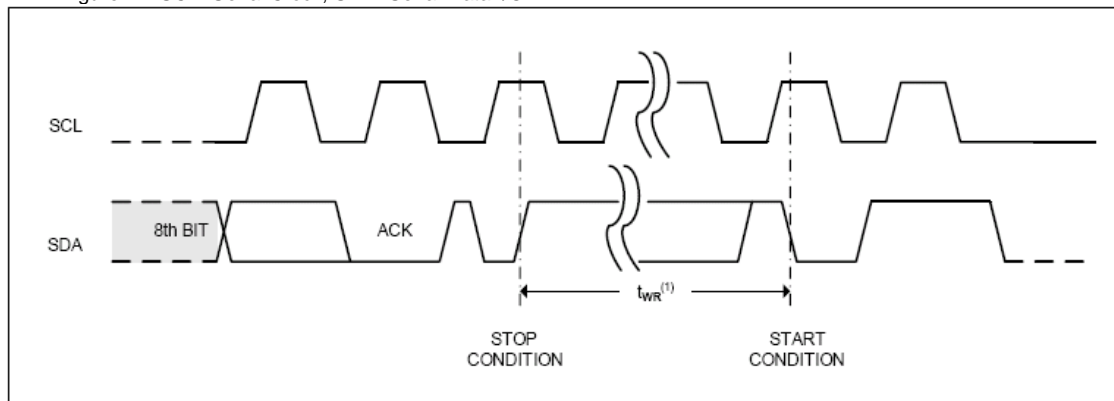 SCL
8th BIT
ACK
SDA
tWR(1)
STOP
CONDITION
START
CONDITION